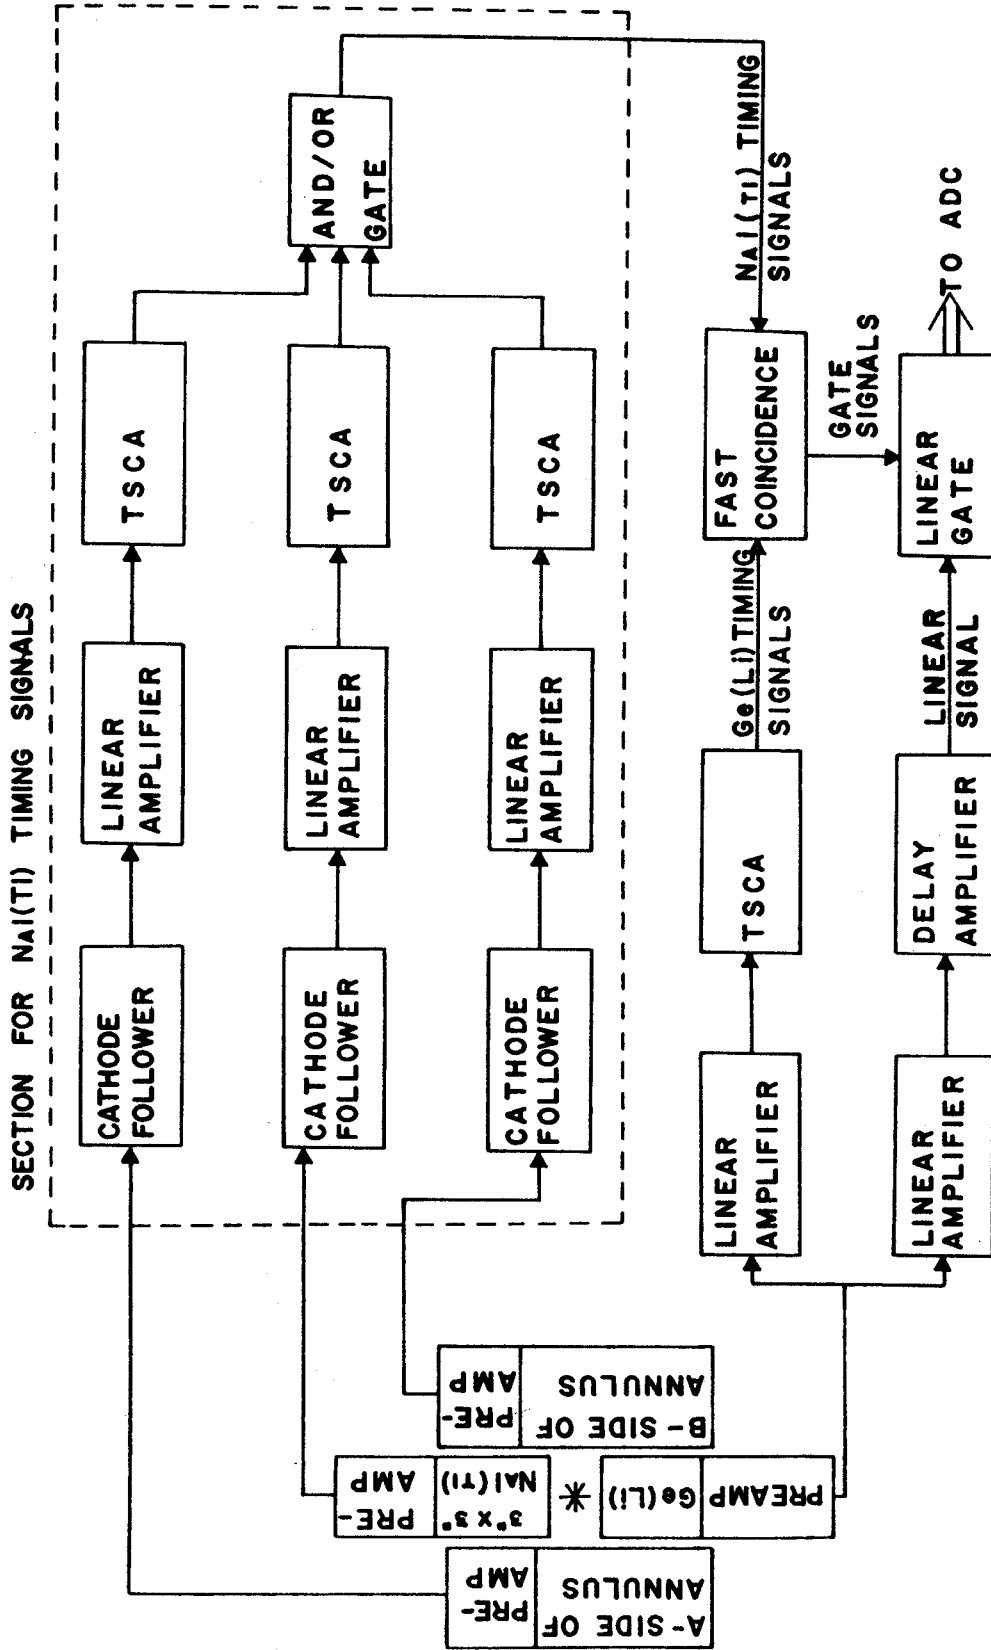 SECTION FOR NAI(Tl) TIMING SIGNALS
CATHODE
FOLLOWER
LINEAR
AMPLIFIER
TSCA
CATHODE
FOLLOWER
LINEAR
AMPLIFIER
TSCA
CATHODE
FOLLOWER
LINEAR
AMPLIFIER
TSCA
AND/OR
GATE
NAI(Tl) TIMING
SIGNALS
A-SIDE OF
ANNULUS
PRE-
AMP
3"x 3"
NAI(Tl)
PRE-
AMP
B-SIDE OF
ANNULUS
PRE-
AMP
Ge(Li)
PREAMP
LINEAR
AMPLIFIER
TSCA
Ge(Li) TIMING
SIGNALS
FAST
COINCIDENCE
GATE
SIGNALS
LINEAR
AMPLIFIER
DELAY
AMPLIFIER
LINEAR
SIGNAL
LINEAR
GATE
TO ADC